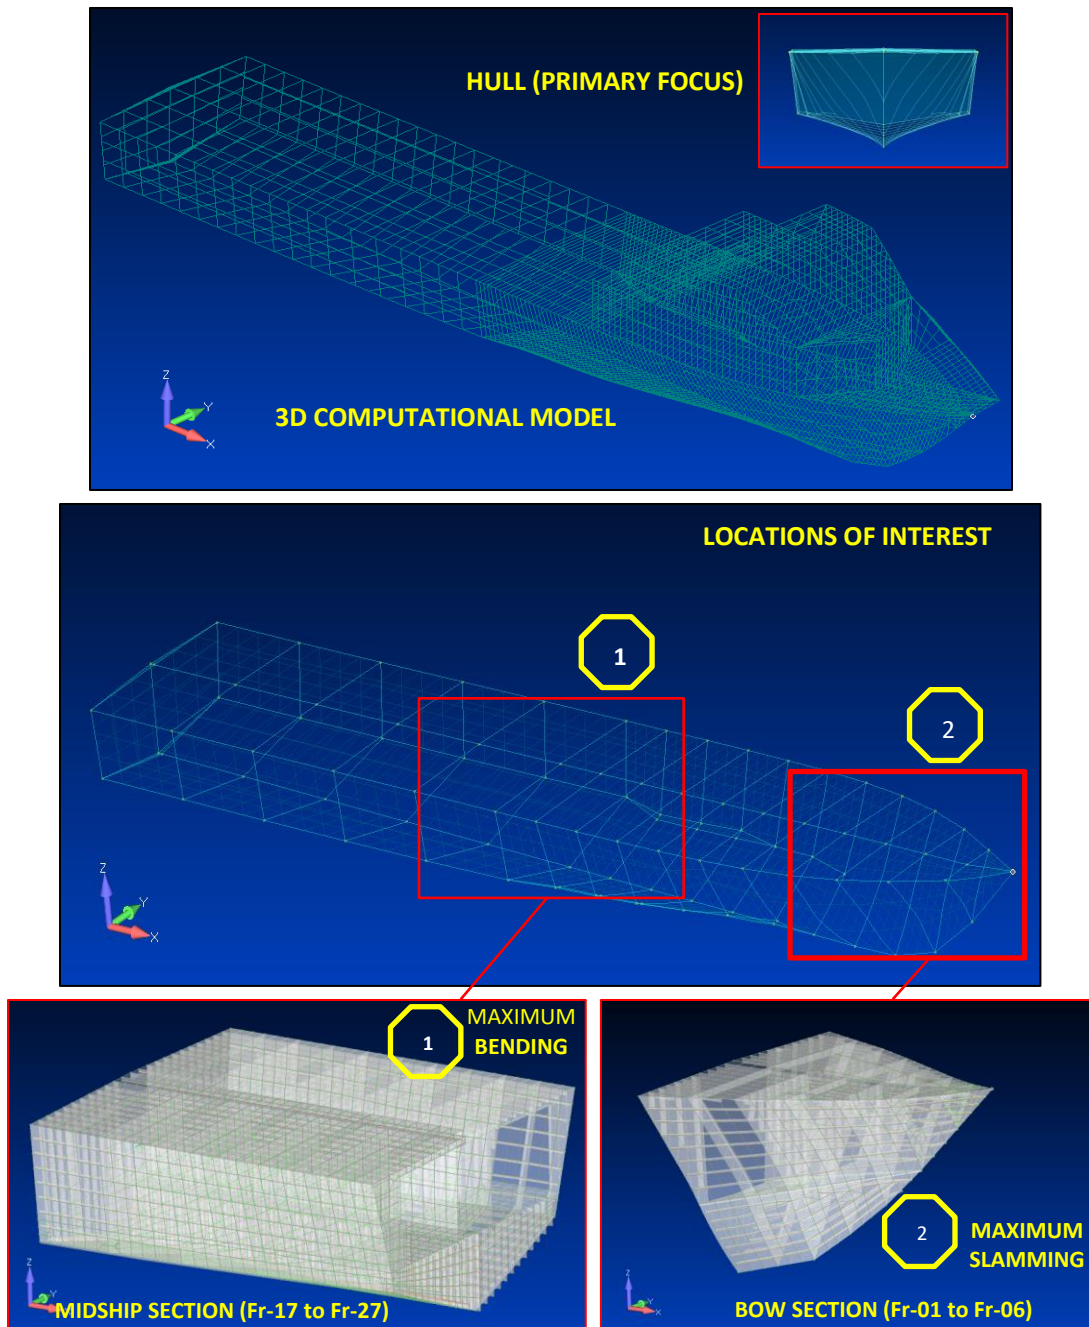 HULL (PRIMARY FOCUS)
Z
Y
X
3D COMPUTATIONAL MODEL
LOCATIONS OF INTEREST
1
2
Z
Y
X
1
MAXIMUM
BENDING
Z
MIDSHIP SECTION (Fr-17 to Fr-27)
2
MAXIMUM
SLAMMING
Z
X
BOW SECTION (Fr-01 to Fr-06)